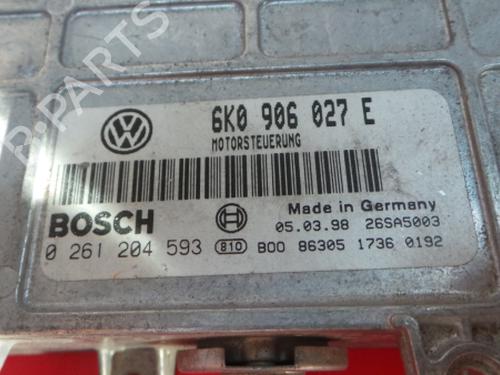 B-PARTS
6K0 906 027 E
MOTORSTEUERUNG
BOSCH
Made in Germany
05.03.98 26SA5003
0 261 204 593 810 B00 86305 1736 0192